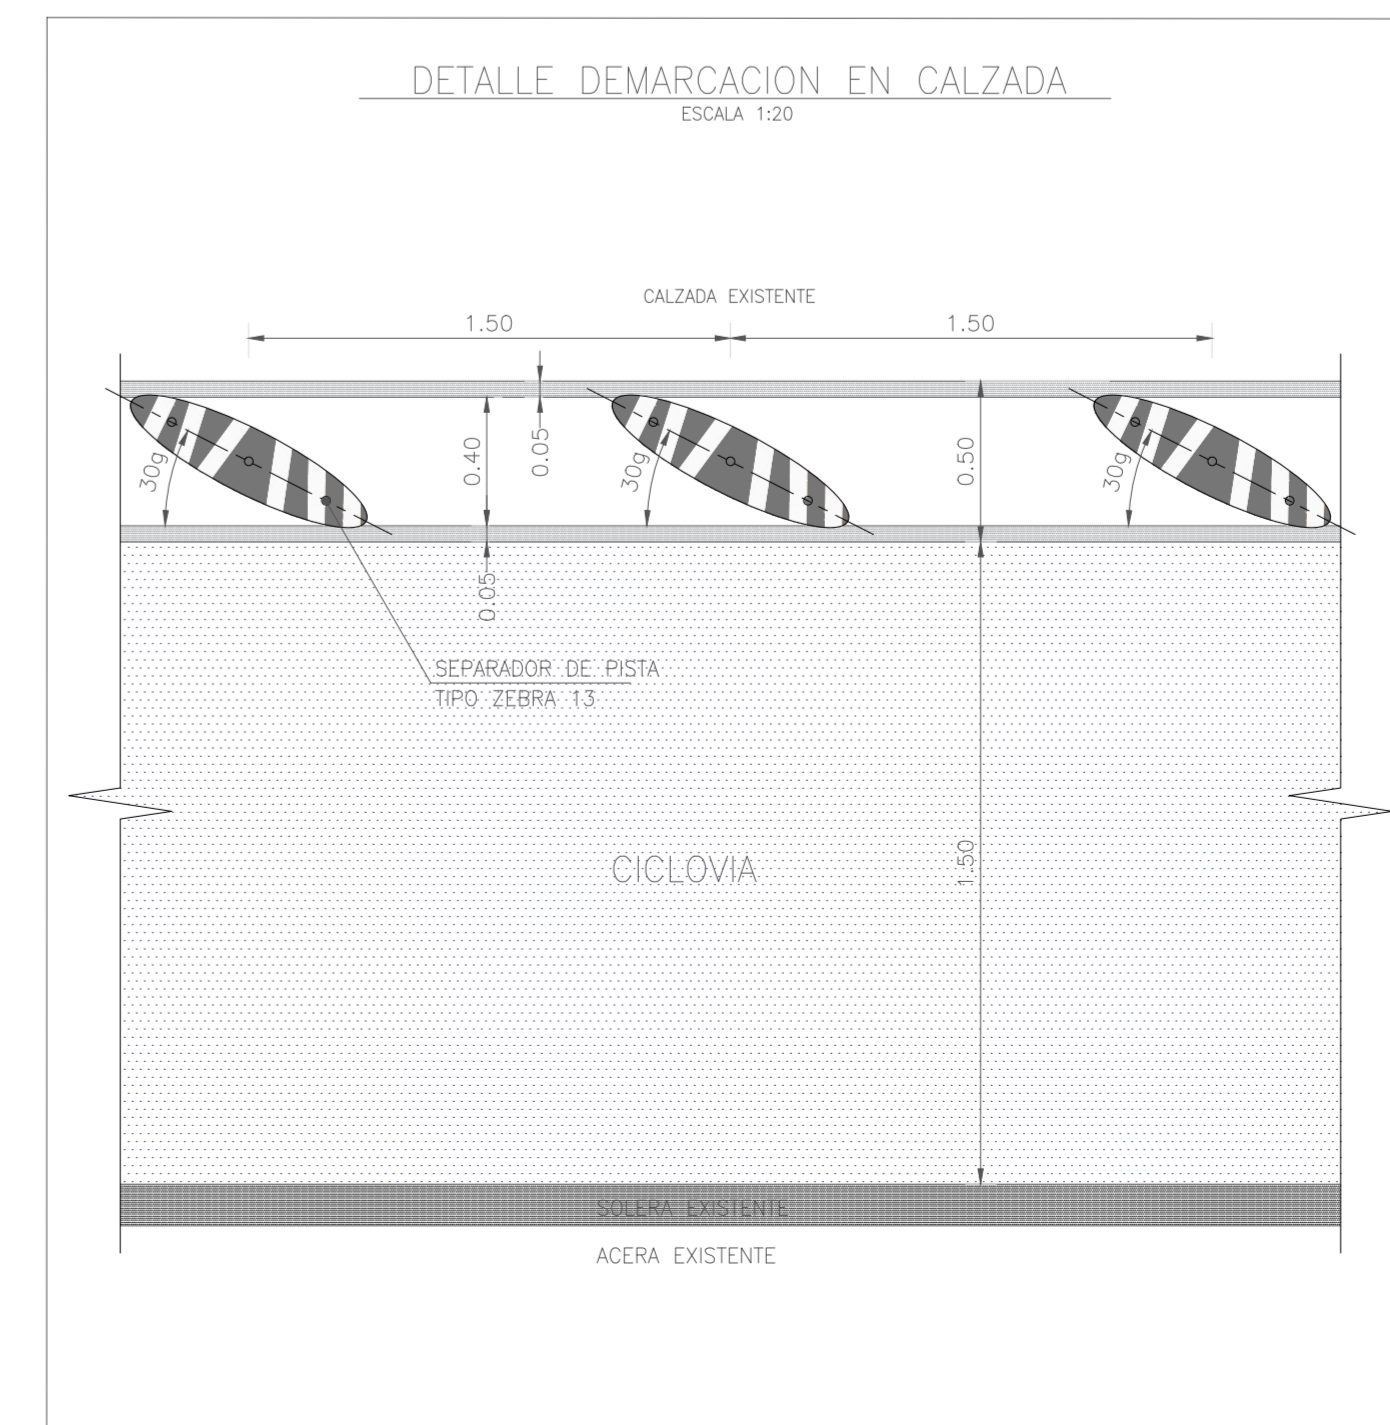 DETALLE DEMARCACION EN CALZADA
ESCALA 1:20
CALZADA EXISTENTE
1.50
1.50
30g
0.40
0.05
30g
0.50
30g
0.05
SEPARADOR DE PISTA
TIPO ZEBRA 13
CICLOVIA
1.50
SOLERA EXISTENTE
ACERA EXISTENTE